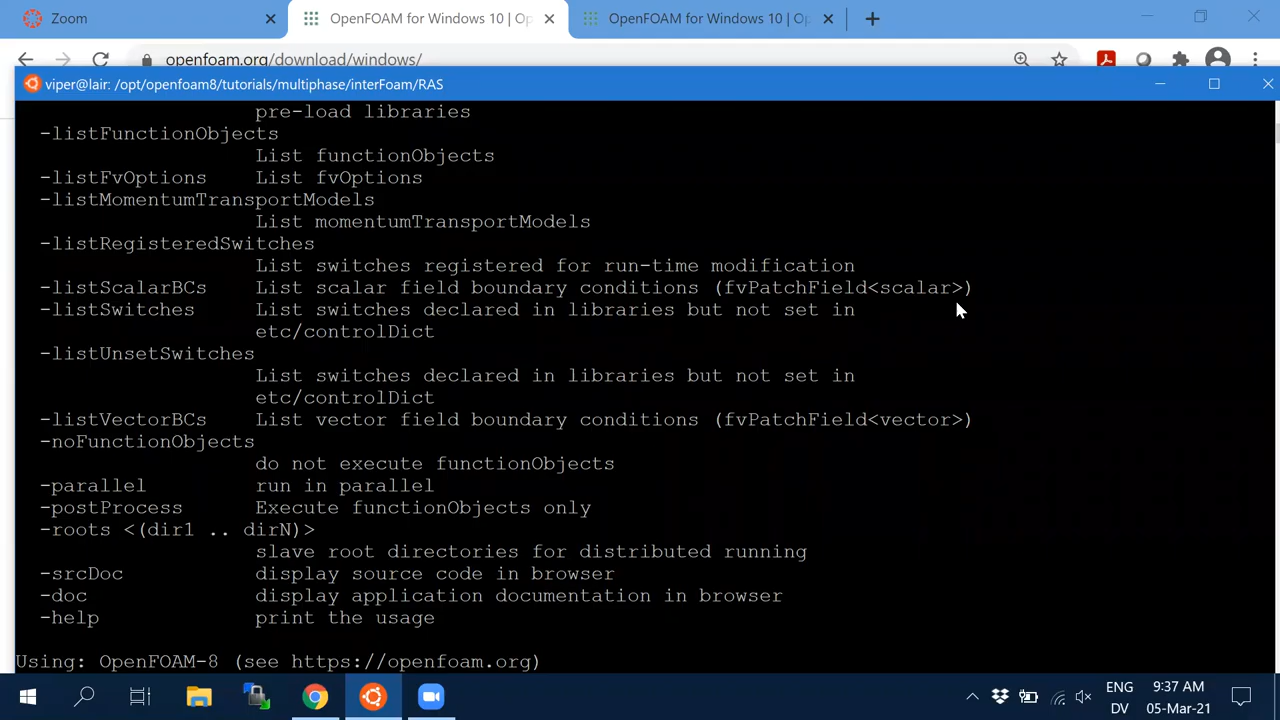 Zoom
OpenFOAM for Windows 10 | Op
OpenFOAM for Windows 10 | Op
openfoam.org/download/windows/
viper@lair: /opt/openfoam8/tutorials/multiphase/interFoam/RAS
pre-load libraries
-listFunctionObjects
List functionObjects
-listFvOptions List fvOptions
-listMomentumTransportModels
List momentumTransportModels
-listRegisteredSwitches
List switches registered for run-time modification
-listScalarBCs List scalar field boundary conditions (fvPatchField<scalar>)
-listSwitches List switches declared in libraries but not set in
etc/controlDict
-listUnsetSwitches
List switches declared in libraries but not set in
etc/controlDict
-listVectorBCs List vector field boundary conditions (fvPatchField<vector>)
-noFunctionObjects
do not execute functionObjects
-parallel run in parallel
-postProcess Execute functionObjects only
-roots <(dir1 .. dirN)>
slave root directories for distributed running
-srcDoc display source code in browser
-doc display application documentation in browser
-help print the usage
Using: OpenFOAM-8 (see https://openfoam.org)
ENG 9:37 AM
DV 05-Mar-21